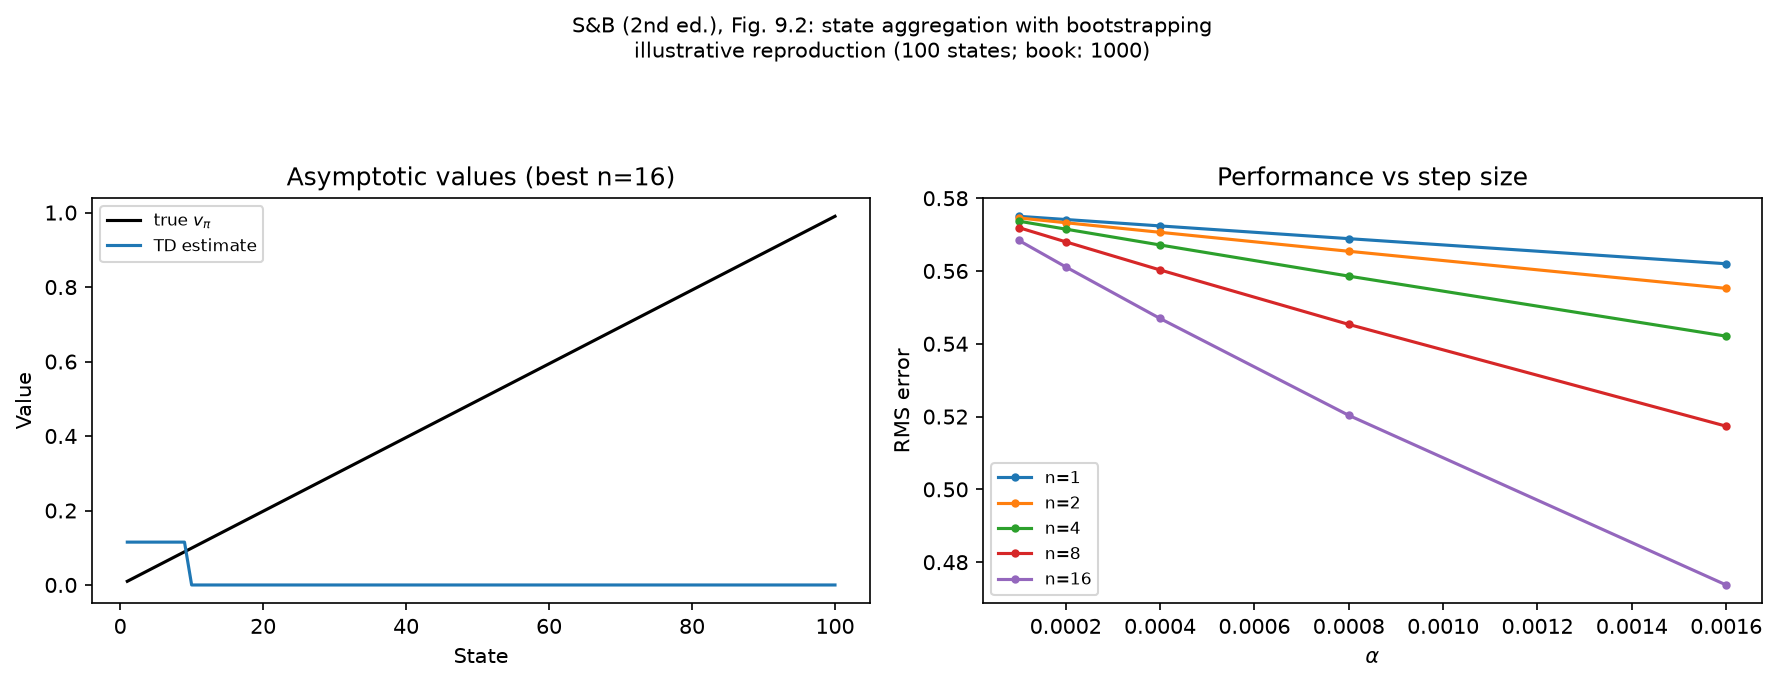 S&B (2nd ed.), Fig. 9.2: state aggregation with bootstrapping
illustrative reproduction (100 states; book: 1000)
Asymptotic values (best n=16)
true vπ
TD estimate
Value
1.0
0.8
0.6
0.4
0.2
0.0
0 20 40 60 80 100
State
Performance vs step size
RMS error
0.58
0.56
0.54
0.52
0.50
0.48
n=1
n=2
n=4
n=8
n=16
0.0002 0.0004 0.0006 0.0008 0.0010 0.0012 0.0014 0.0016
α